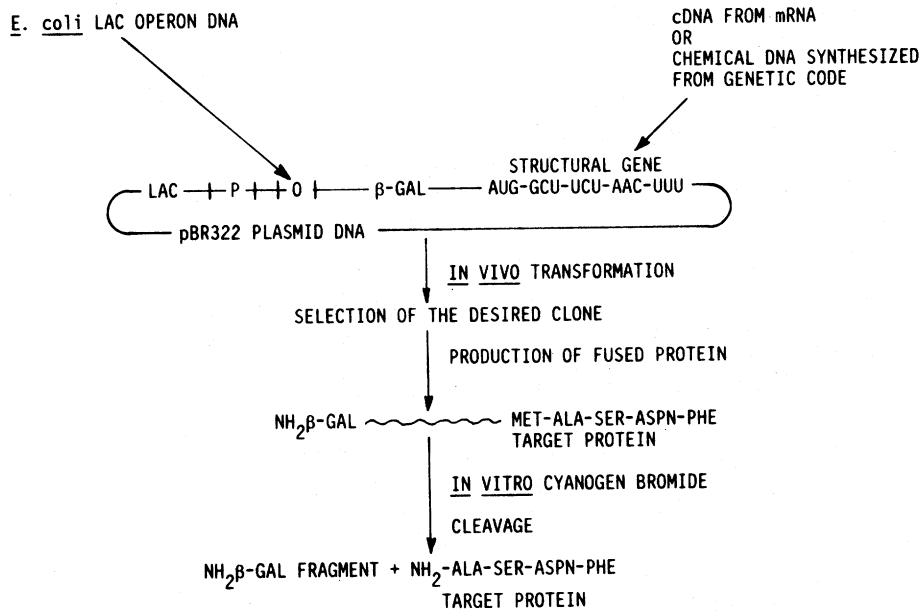 E. coli LAC OPERON DNA
cDNA FROM mRNA
OR
CHEMICAL DNA SYNTHESIZED
FROM GENETIC CODE
STRUCTURAL GENE
LAC P O β-GAL AUG-GCU-UCU-AAC-UUU
pBR322 PLASMID DNA
IN VIVO TRANSFORMATION
SELECTION OF THE DESIRED CLONE
PRODUCTION OF FUSED PROTEIN
NH2β-GAL MET-ALA-SER-ASPN-PHE
TARGET PROTEIN
IN VITRO CYANOGEN BROMIDE
CLEAVAGE
NH2β-GAL FRAGMENT + NH2-ALA-SER-ASPN-PHE
TARGET PROTEIN